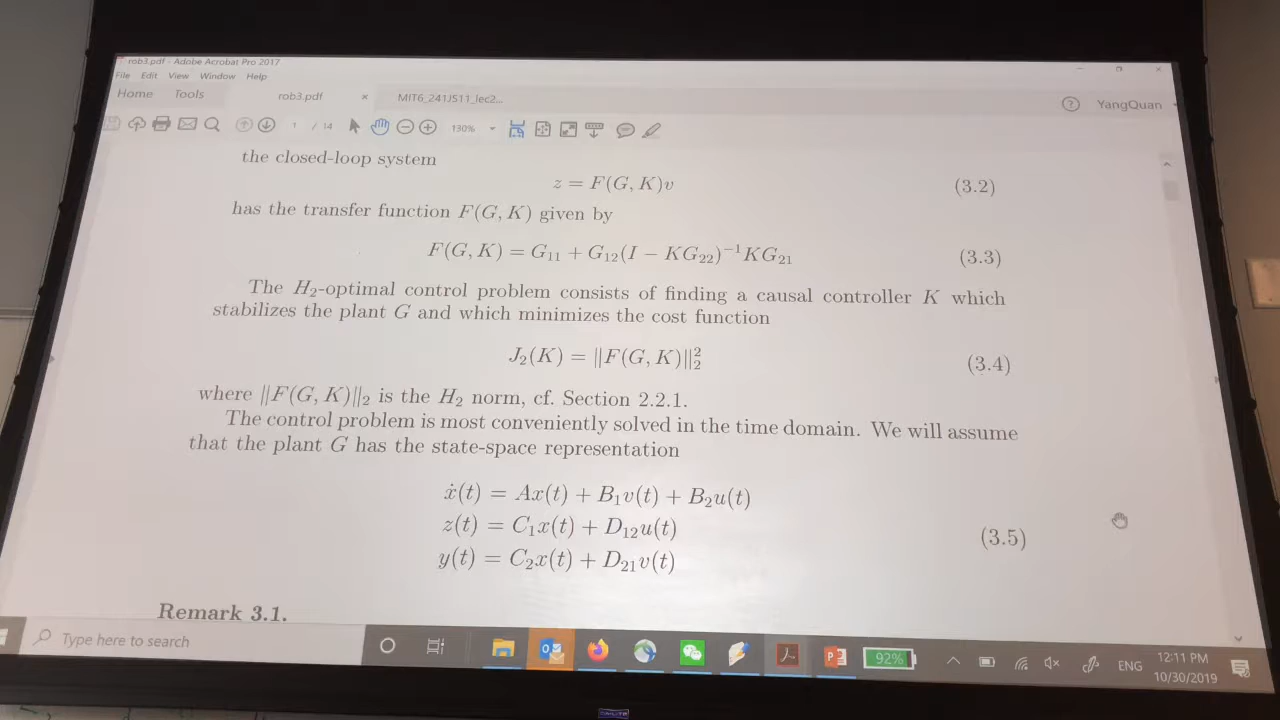 rob3.pdf - Adobe Acrobat Pro 2017
File Edit View Window Help
Home Tools rob3.pdf × MIT6_241JS11_lec2...
? YangQuan
1 / 14 130%
the closed-loop system
z = F(G, K)v (3.2)
has the transfer function F(G, K) given by
F(G, K) = G₁₁ + G₁₂(I − KG₂₂)⁻¹KG₂₁ (3.3)
The H₂-optimal control problem consists of finding a causal controller K which
stabilizes the plant G and which minimizes the cost function
J₂(K) = ||F(G, K)||₂² (3.4)
where ||F(G, K)||₂ is the H₂ norm, cf. Section 2.2.1.
The control problem is most conveniently solved in the time domain. We will assume
that the plant G has the state-space representation
ẋ(t) = Ax(t) + B₁v(t) + B₂u(t)
z(t) = C₁x(t) + D₁₂u(t) (3.5)
y(t) = C₂x(t) + D₂₁v(t)
Remark 3.1.
Type here to search
92%
ENG
12:11 PM
10/30/2019